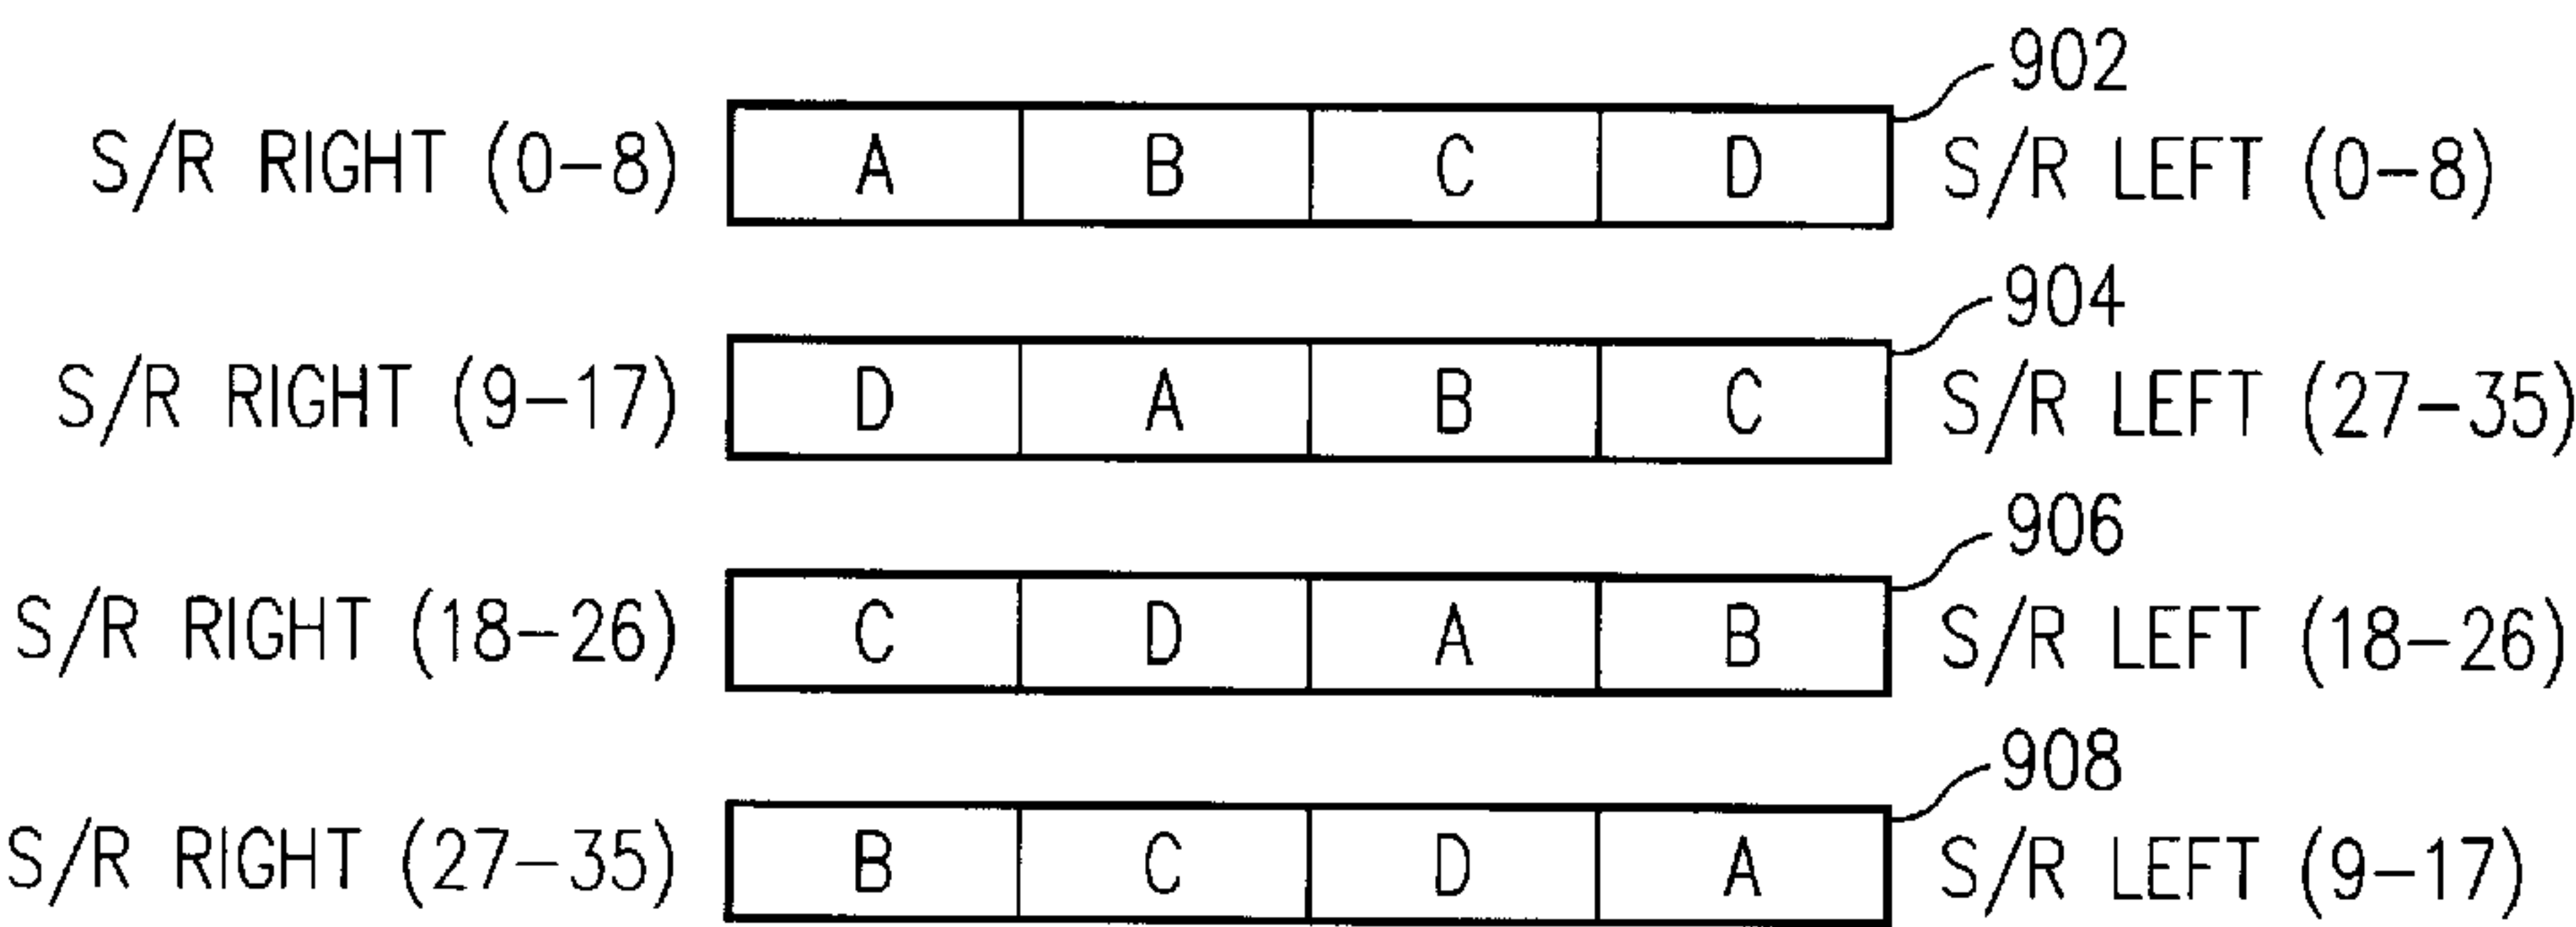 902
S/R RIGHT (0-8) A B C D S/R LEFT (0-8)
904
S/R RIGHT (9-17) D A B C S/R LEFT (27-35)
906
S/R RIGHT (18-26) C D A B S/R LEFT (18-26)
908
S/R RIGHT (27-35) B C D A S/R LEFT (9-17)